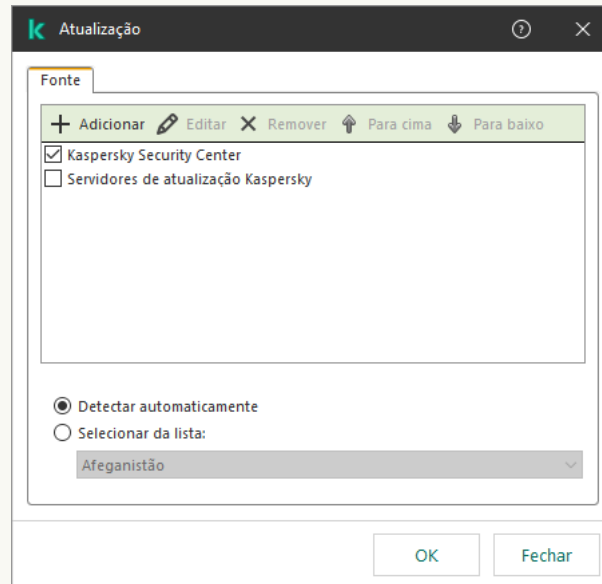 Atualização
Fonte
Adicionar Editar Remover Para cima Para baixo
Kaspersky Security Center
Servidores de atualização Kaspersky
Detectar automaticamente
Selecionar da lista:
Afeganistão
OK Fechar